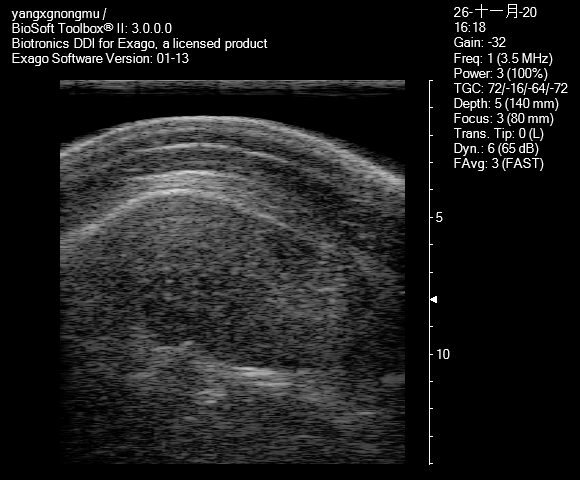 yangxgnongmu /
BioSoft Toolbox® II: 3.0.0.0
Biotronics DDI for Exago, a licensed product
Exago Software Version: 01-13
26-十一月-20
16:18
Gain: -32
Freq: 1 (3.5 MHz)
Power: 3 (100%)
TGC: 72/-16/-64/-72
Depth: 5 (140 mm)
Focus: 3 (80 mm)
Trans. Tip: 0 (L)
Dyn.: 6 (65 dB)
FAvg: 3 (FAST)
5
10